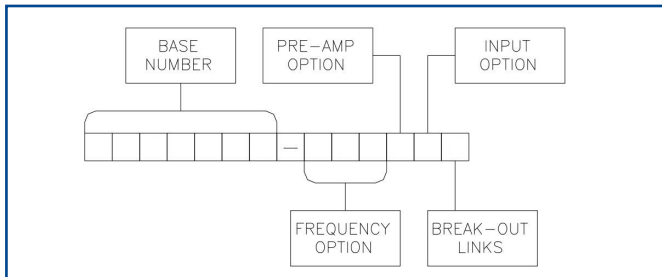 BASE
NUMBER
PRE-AMP
OPTION
INPUT
OPTION
–
FREQUENCY
OPTION
BREAK-OUT
LINKS